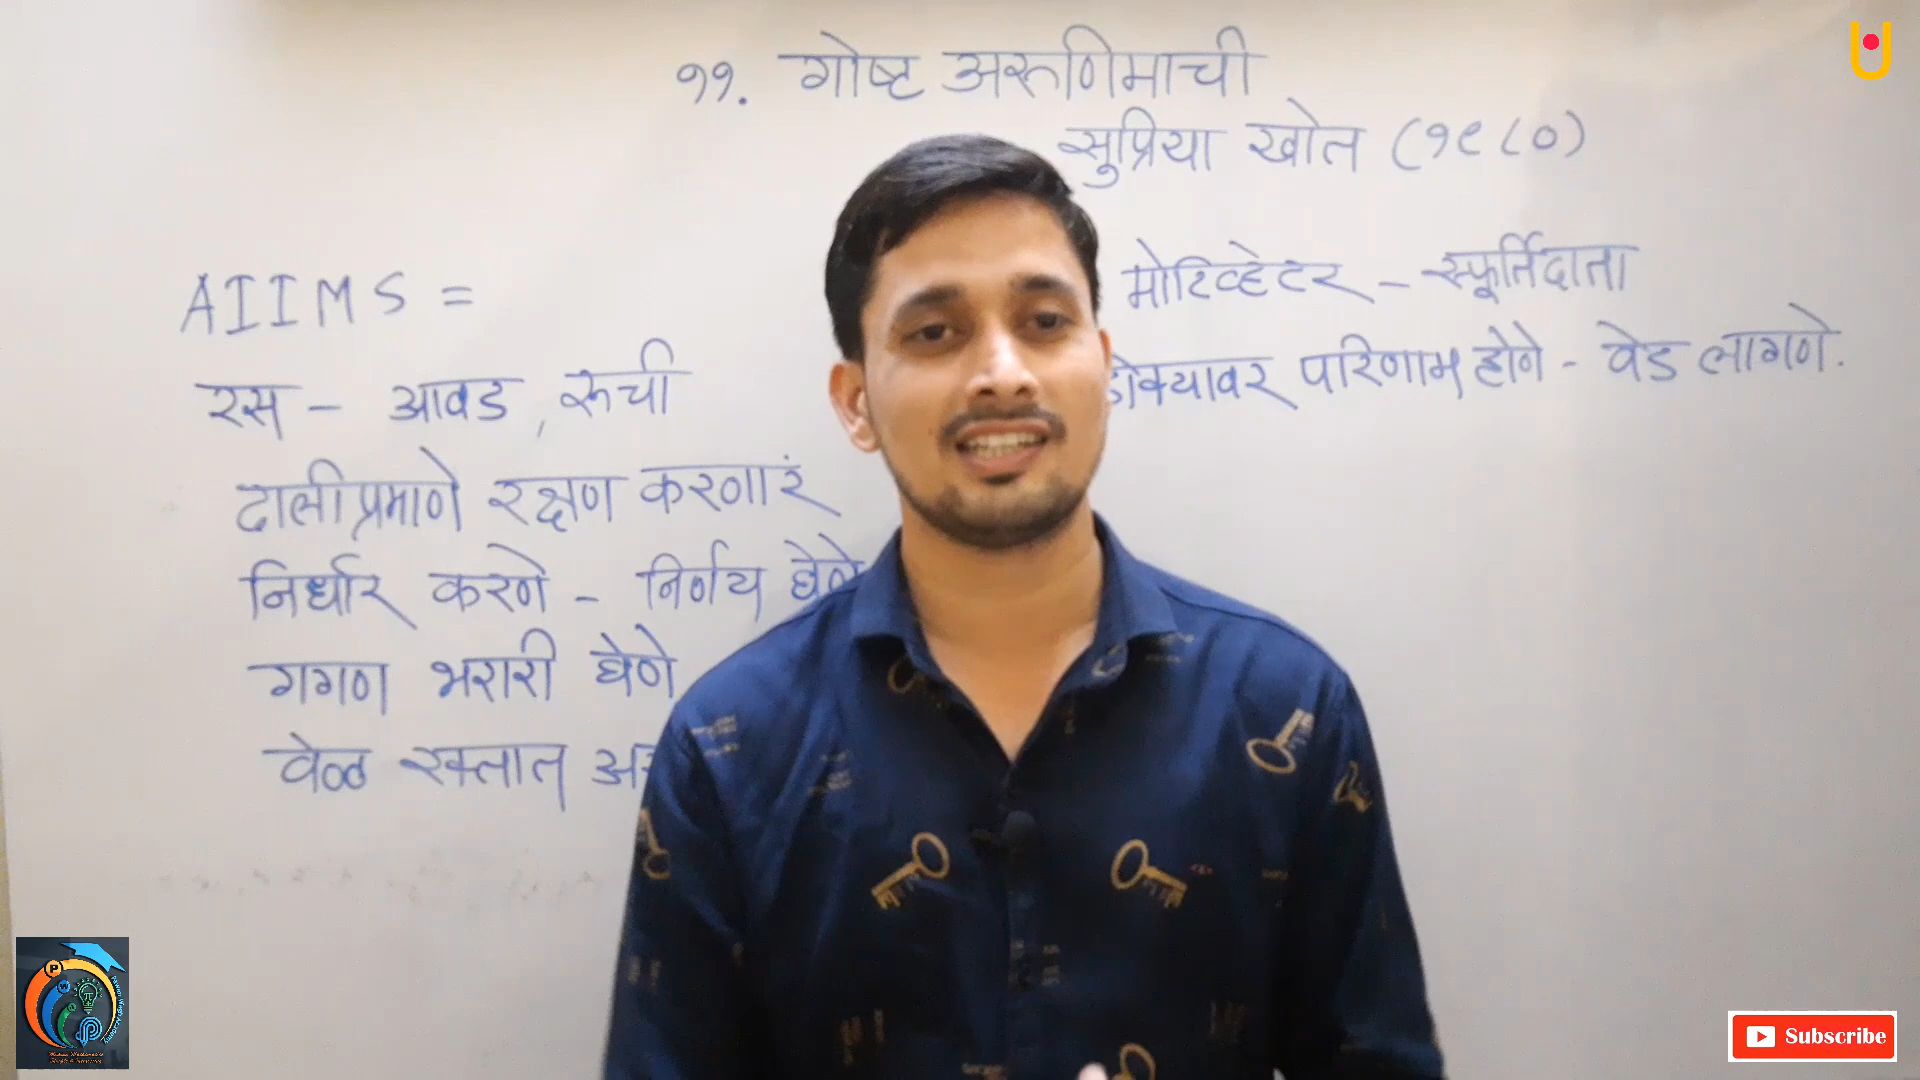 ११. गोष्ट अरुणिमाची
सुप्रिया खोत (१९८०)
AIIMS =
रस - आवड, रुची
ढालीप्रमाणे रक्षण करणारं
निर्धार करणे - निर्णय घेणे
गगण भरारी घेणे
वेळ रक्तात
मोटिव्हेटर - स्फूर्तिदाता
डोक्यावर परिणाम होणे - वेड लागणे.
Subscribe